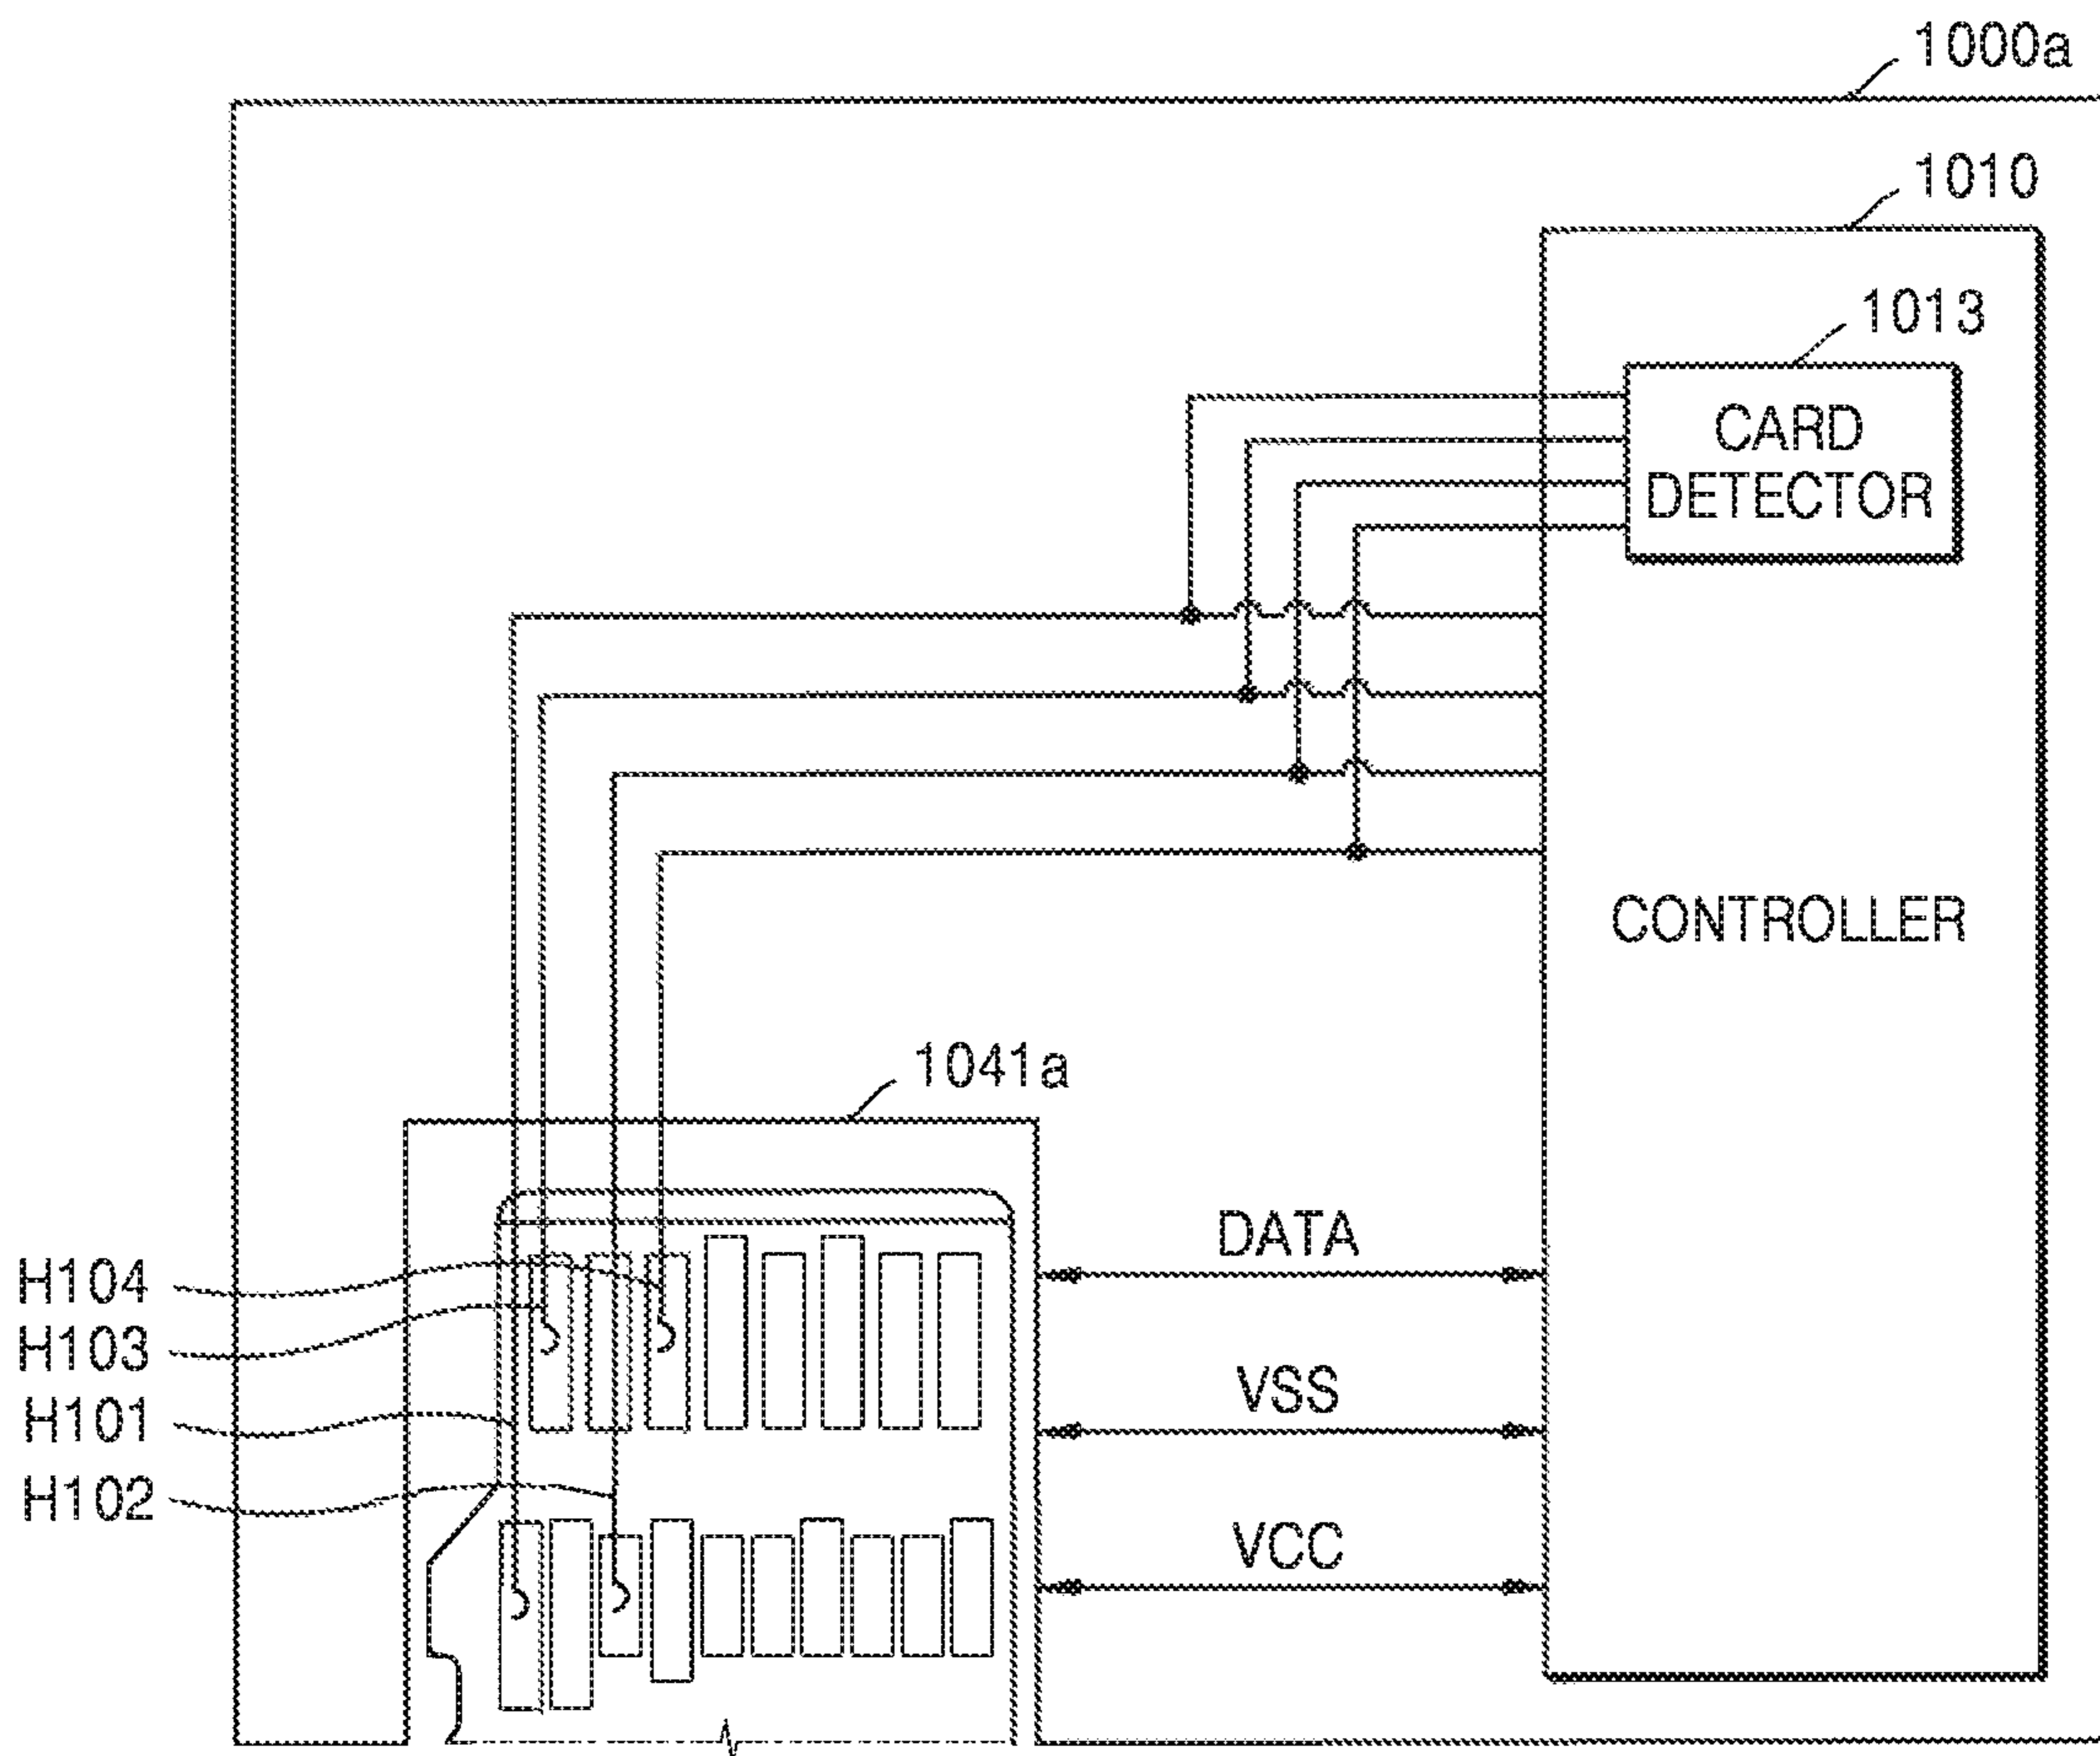 1000a
1010
1013
CARD
DETECTOR
CONTROLLER
1041a
DATA
H104
H103
VSS
H101
H102
VCC